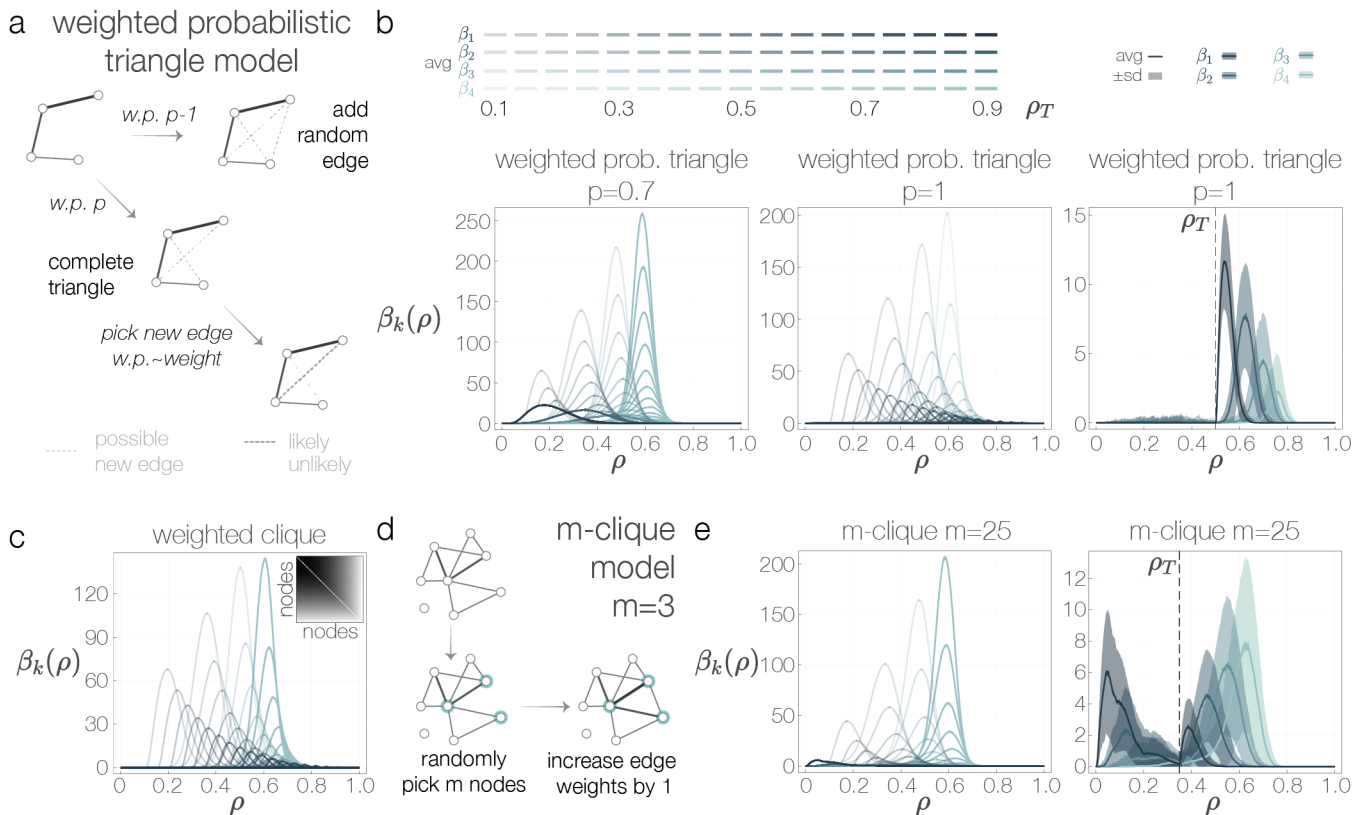 a weighted probabilistic
triangle model
w.p. p-1
add
random
edge
w.p. p
complete
triangle
pick new edge
w.p.~weight
possible
new edge
likely
unlikely
b
avg
β₁
β₂
β₃
β₄
0.1 0.3 0.5 0.7 0.9 ρ_T
avg
±sd
β₁
β₂
β₃
β₄
weighted prob. triangle
p=0.7
β_k(ρ)
250
200
150
100
50
0
0 0.2 0.4 0.6 0.8 1.0
ρ
weighted prob. triangle
p=1
200
150
100
50
0
0 0.2 0.4 0.6 0.8 1.0
ρ
weighted prob. triangle
p=1
ρ_T
15
10
5
0
0 0.2 0.4 0.6 0.8 1.0
ρ
c weighted clique
nodes
nodes
β_k(ρ)
120
90
60
30
0
0 0.2 0.4 0.6 0.8 1.0
ρ
d m-clique
model
m=3
randomly
pick m nodes
increase edge
weights by 1
e m-clique m=25
β_k(ρ)
200
150
100
50
0
0 0.2 0.4 0.6 0.8 1.0
ρ
m-clique m=25
ρ_T
12
10
8
6
4
2
0
0 0.2 0.4 0.6 0.8 1.0
ρ